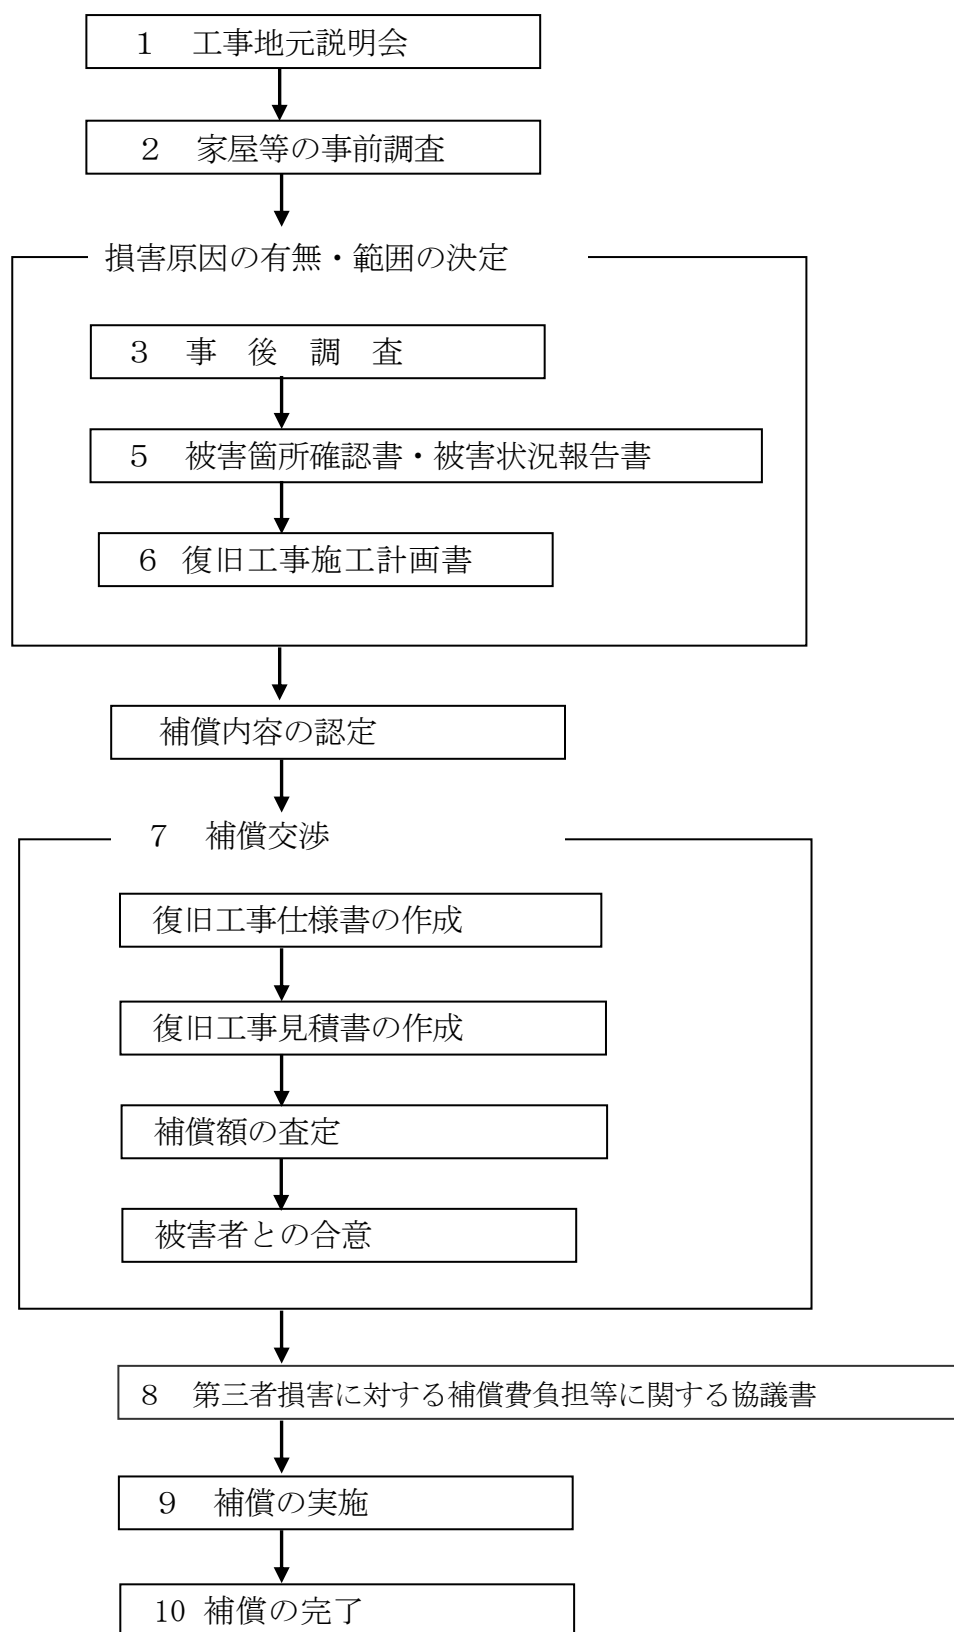 １　工事地元説明会
２　家屋等の事前調査
損害原因の有無・範囲の決定
３　事　後　調　査
５　被害箇所確認書・被害状況報告書
６ 復旧工事施工計画書
補償内容の認定
７　補償交渉
復旧工事仕様書の作成
復旧工事見積書の作成
補償額の査定
被害者との合意
８　第三者損害に対する補償費負担等に関する協議書
９　補償の実施
10 補償の完了